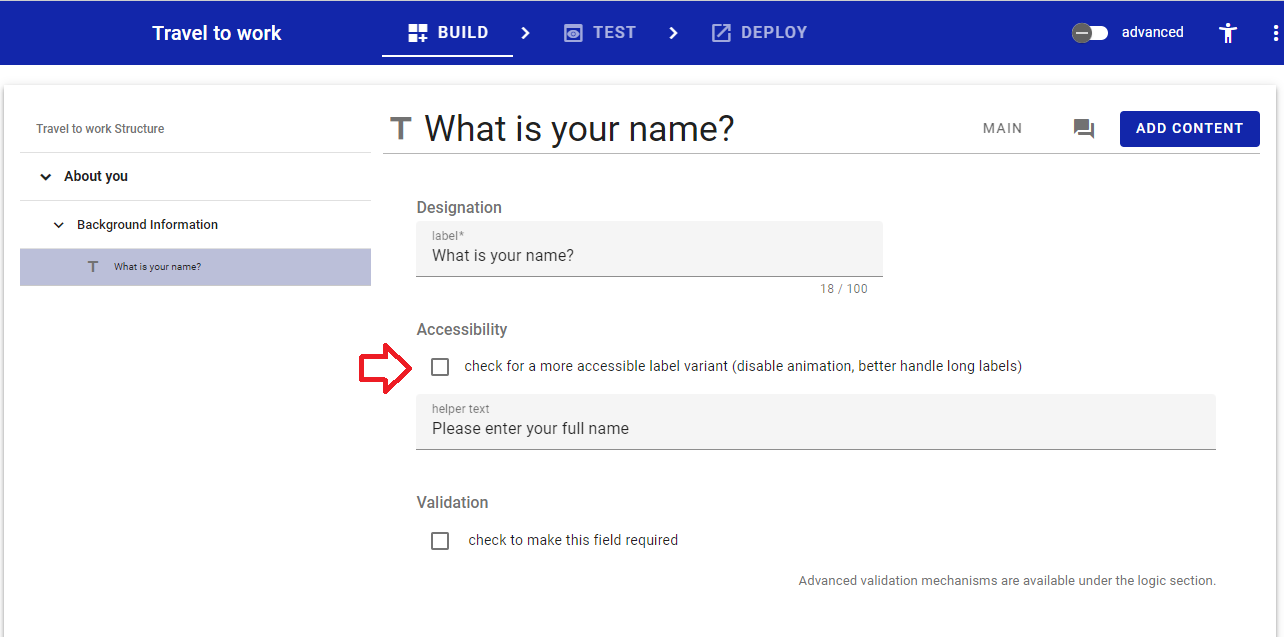 Travel to work
BUILD
TEST
DEPLOY
advanced
Travel to work Structure
About you
Background Information
T What is your name?
T What is your name?
MAIN
ADD CONTENT
Designation
label*
What is your name?
18 / 100
Accessibility
check for a more accessible label variant (disable animation, better handle long labels)
helper text
Please enter your full name
Validation
check to make this field required
Advanced validation mechanisms are available under the logic section.